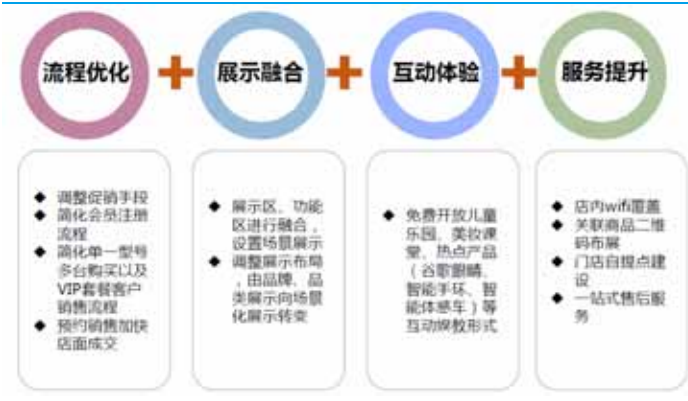 流程优化
展示融合
互动体验
服务提升
◆ 调整促销手段
◆ 简化会员注册
流程
◆ 简化单一型号
多台购买以及
VIP套餐客户
销售流程
◆ 预约销售加快
店面成交
◆ 展示区、功能
区进行融合，
设置场景展示
◆ 调整展示布局
，由品牌、品
类展示向场景
化展示转变
◆ 免费开放儿童
乐园、美妆课
堂、热点产品
（谷歌眼睛、
智能手环、智
能体感车）等
互动娱教形式
◆ 店内wifi覆盖
◆ 关联商品二维
码布展
◆ 门店自提点建
设
◆ 一站式售后服
务